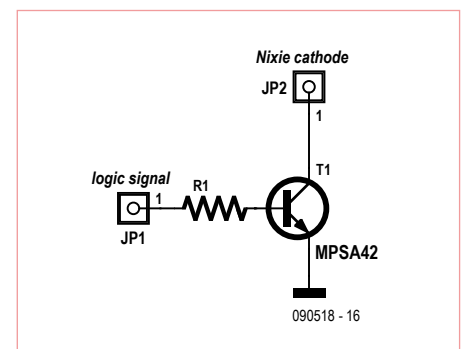 Nixie cathode
JP2
1
T1
logic signal
1
R1
JP1
MPSA42
090518 - 16